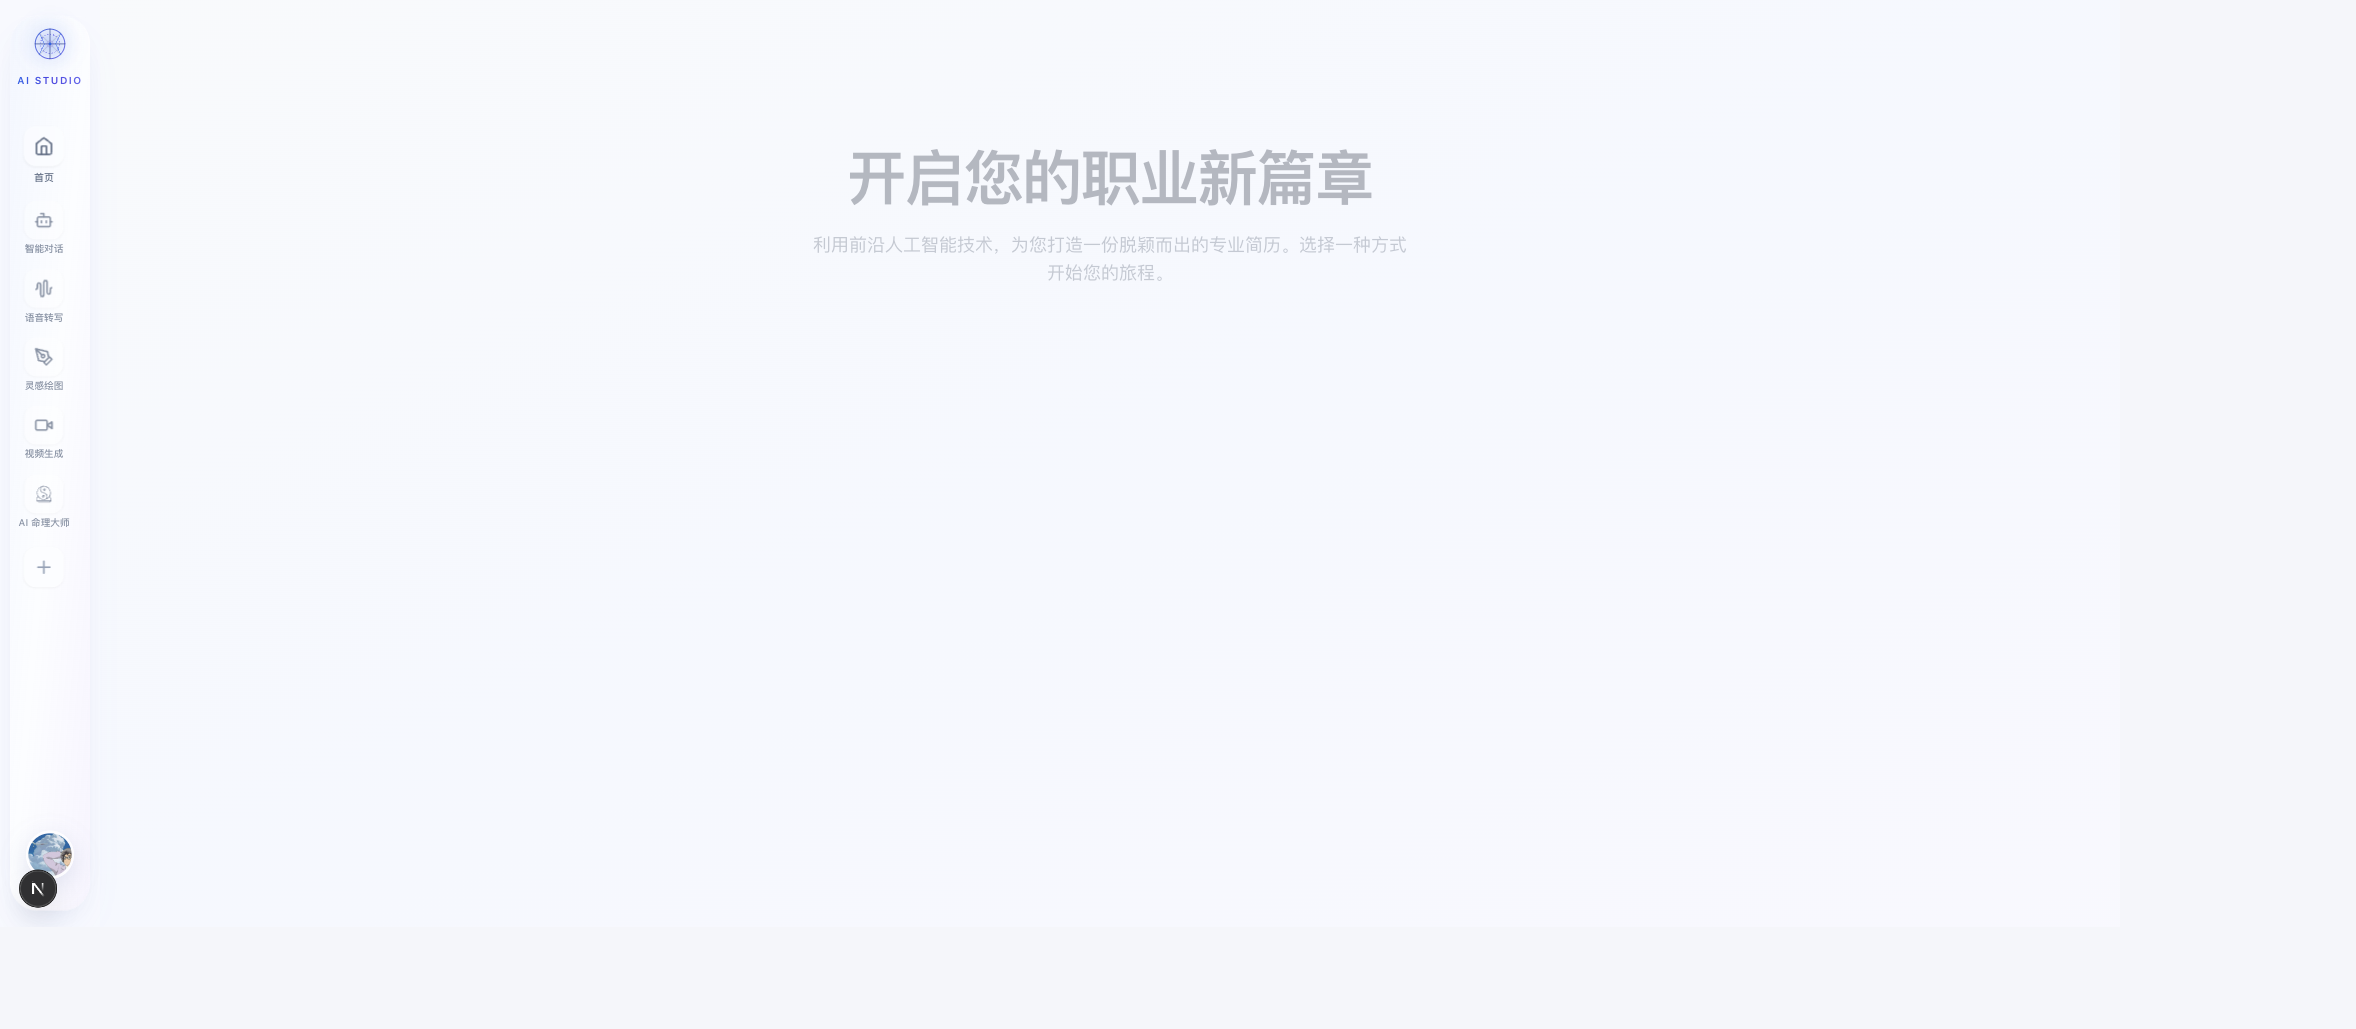 AI STUDIO
首页
智能对话
语音转写
灵感绘图
视频生成
AI 命理大师
N
开启您的职业新篇章
利用前沿人工智能技术，为您打造一份脱颖而出的专业简历。选择一种方式
开始您的旅程。